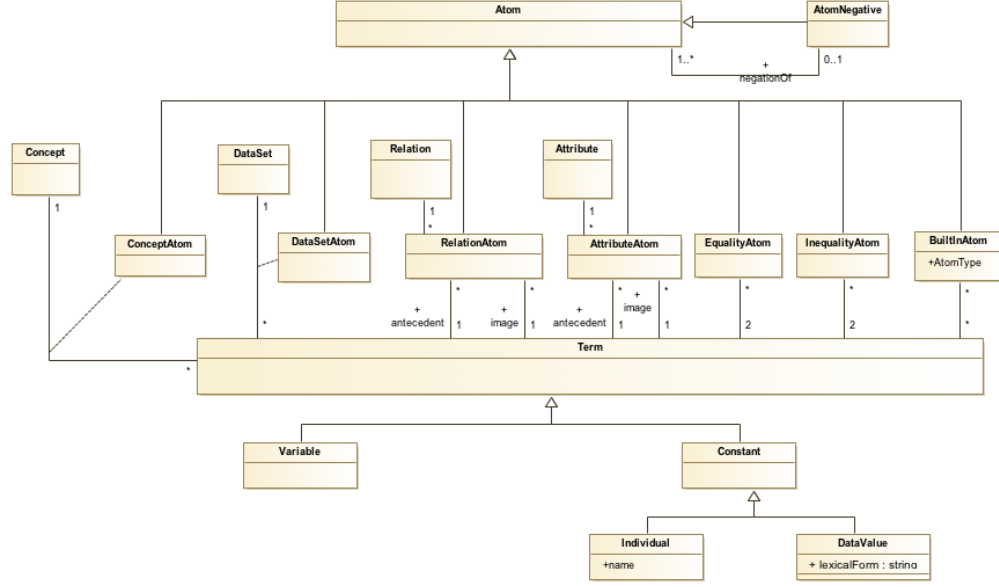 Atom
AtomNegative
1..*
0..1
+
negationOf
Concept
DataSet
Relation
Attribute
1
1
1
1
*
*
ConceptAtom
DataSetAtom
RelationAtom
AttributeAtom
EqualityAtom
InequalityAtom
BuiltInAtom
+AtomType
*
*
*
*
*
*
*
+
antecedent
+
image
+
antecedent
+
image
*
1
1
1
1
2
2
*
Term
*
Variable
Constant
Individual
+name
DataValue
+ lexicalForm : string